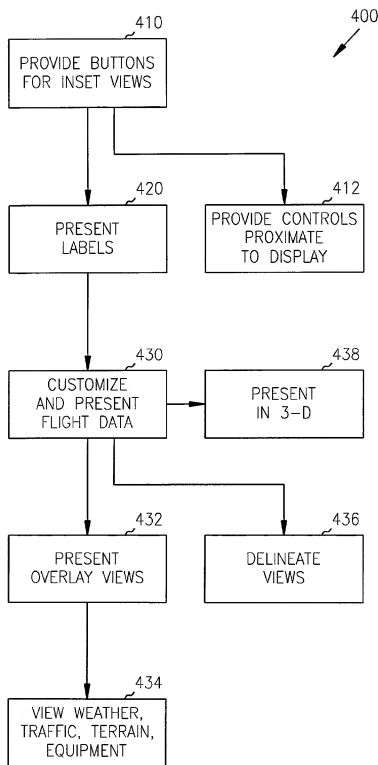 410
400
PROVIDE BUTTONS
FOR INSET VIEWS
420
412
PRESENT
LABELS
PROVIDE CONTROLS
PROXIMATE
TO DISPLAY
430
438
CUSTOMIZE
AND PRESENT
FLIGHT DATA
PRESENT
IN 3-D
432
436
PRESENT
OVERLAY VIEWS
DELINEATE
VIEWS
434
VIEW WEATHER,
TRAFFIC, TERRAIN,
EQUIPMENT